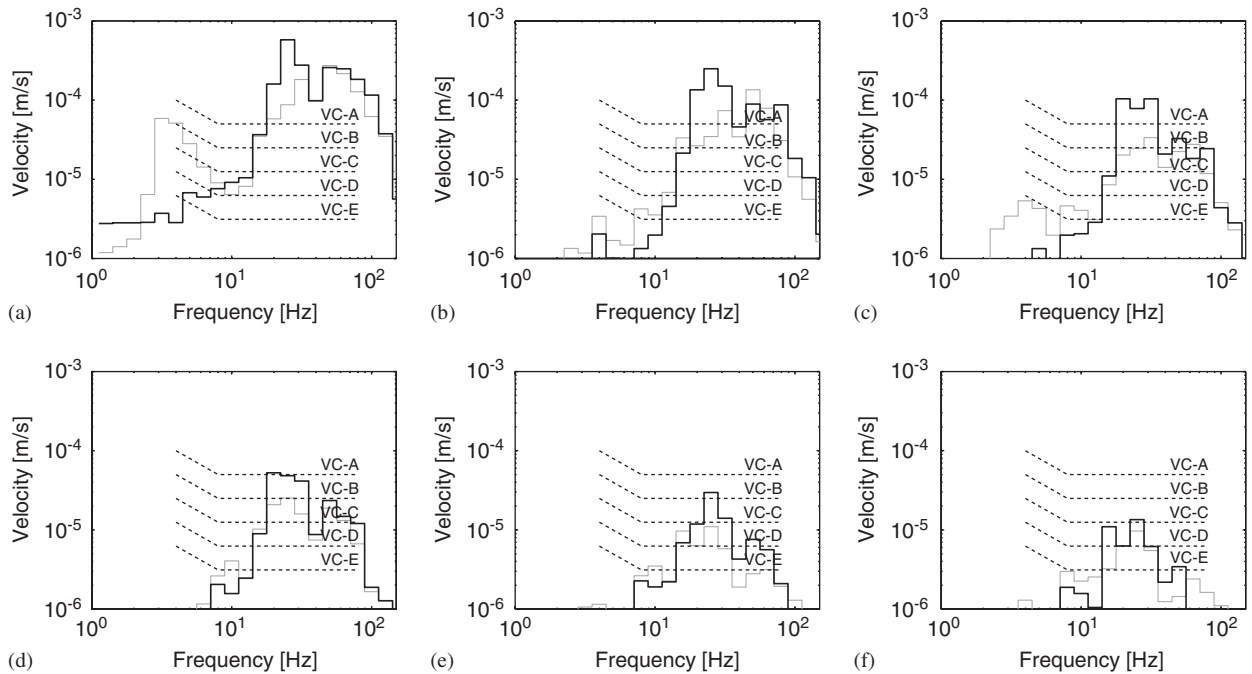 10^-3
10^-4
10^-5
10^-6
Velocity [m/s]
VC-A
VC-B
VC-C
VC-D
VC-E
10^0
10^1
10^2
Frequency [Hz]
(a)
10^-3
10^-4
10^-5
10^-6
Velocity [m/s]
VC-A
VC-B
VC-C
VC-D
VC-E
10^0
10^1
10^2
Frequency [Hz]
(b)
10^-3
10^-4
10^-5
10^-6
Velocity [m/s]
VC-A
VC-B
VC-C
VC-D
VC-E
10^0
10^1
10^2
Frequency [Hz]
(c)
10^-3
10^-4
10^-5
10^-6
Velocity [m/s]
VC-A
VC-B
VC-C
VC-D
VC-E
10^0
10^1
10^2
Frequency [Hz]
(d)
10^-3
10^-4
10^-5
10^-6
Velocity [m/s]
VC-A
VC-B
VC-C
VC-D
VC-E
10^0
10^1
10^2
Frequency [Hz]
(e)
10^-3
10^-4
10^-5
10^-6
Velocity [m/s]
VC-A
VC-B
VC-C
VC-D
VC-E
10^0
10^1
10^2
Frequency [Hz]
(f)